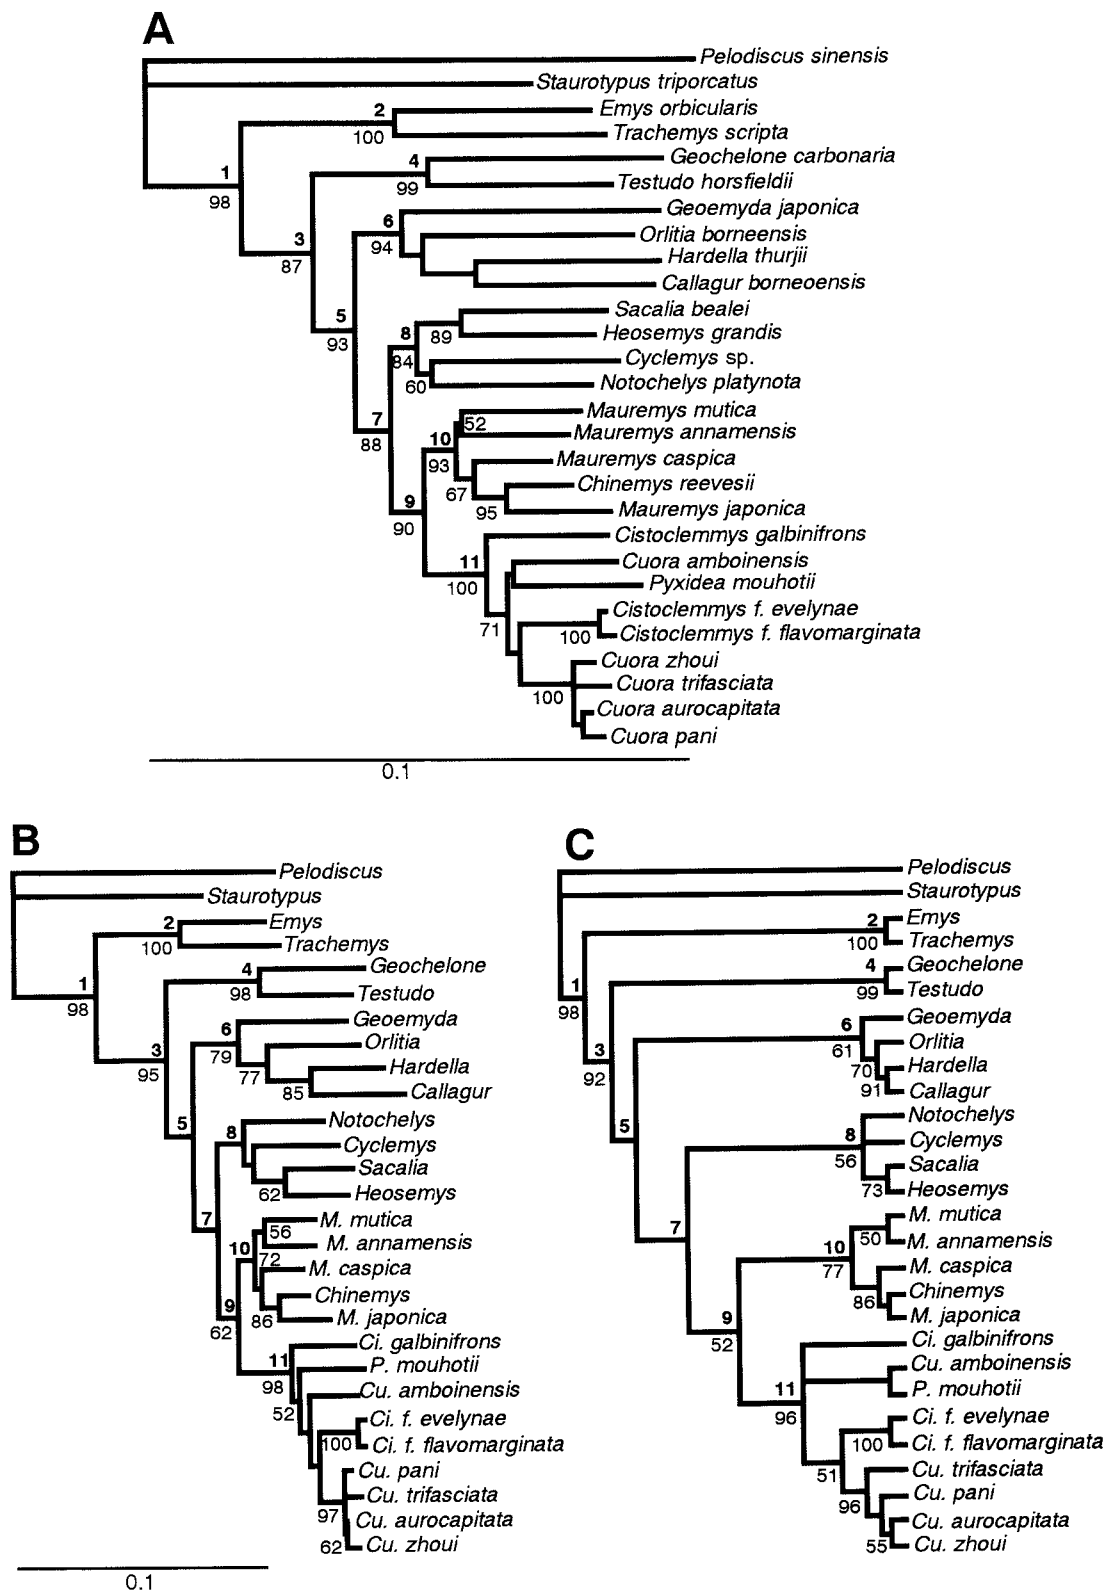 A
Pelodiscus sinensis
Staurotypus triporcatus
2 Emys orbicularis
100 Trachemys scripta
Geochelone carbonaria
4
1
99 Testudo horsfieldii
98
Geoemyda japonica
6
3 94 Orlitia borneensis
87 Hardella thurjii
Callagur borneoensis
5 Sacalia bealei
8 89 Heosemys grandis
93
84 Cyclemys sp.
60 Notochelys platynota
7 Mauremys mutica
52
88 10 Mauremys annamensis
93 Mauremys caspica
67 Chinemys reevesii
9 95 Mauremys japonica
90
Cistoclemmys galbinifrons
11 Cuora amboinensis
100 Pyxidea mouhotii
Cistoclemmys f. evelynae
71 100 Cistoclemmys f. flavomarginata
Cuora zhoui
100 Cuora trifasciata
Cuora aurocapitata
Cuora pani
0.1
B
Pelodiscus
Staurotypus
2 Emys
100 Trachemys
4 Geochelone
1
98 98 Testudo
6 Geoemyda
3 79 Orlitia
95 77 Hardella
85 Callagur
5 8 Notochelys
Cyclemys
Sacalia
62 Heosemys
7 M. mutica
56
10 M. annamensis
72
M. caspica
9 Chinemys
62 86 M. japonica
Ci. galbinifrons
11 P. mouhotii
98
52 Cu. amboinensis
Ci. f. evelynae
100 Ci. f. flavomarginata
Cu. pani
97 Cu. trifasciata
Cu. aurocapitata
62 Cu. zhoui
0.1
C
Pelodiscus
Staurotypus
2 Emys
100 Trachemys
4 Geochelone
1 99 Testudo
98
6 Geoemyda
3 61 Orlitia
92 70 Hardella
91 Callagur
5 Notochelys
8 Cyclemys
56 Sacalia
73 Heosemys
7 M. mutica
50
10 M. annamensis
77 M. caspica
86 Chinemys
9 M. japonica
52 Ci. galbinifrons
Cu. amboinensis
11 P. mouhotii
96
Ci. f. evelynae
100 Ci. f. flavomarginata
51
Cu. trifasciata
96 Cu. pani
Cu. aurocapitata
55 Cu. zhoui